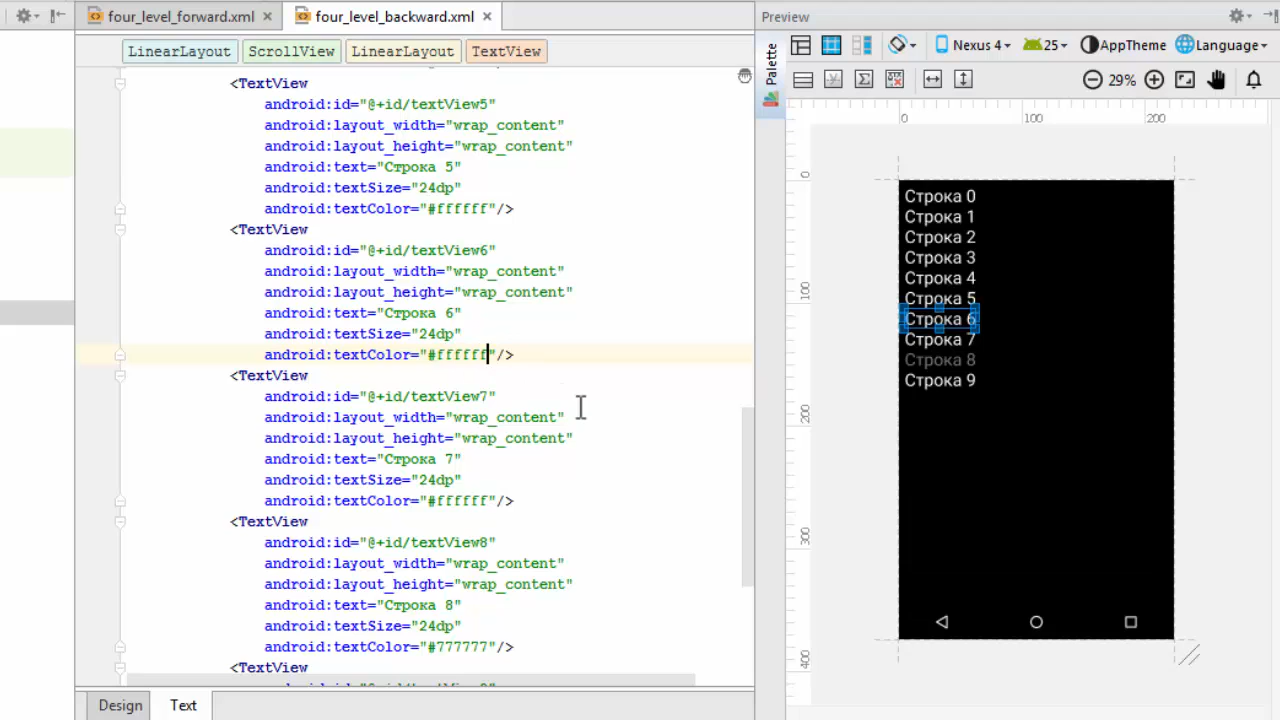 four_level_forward.xml
four_level_backward.xml
LinearLayout
ScrollView
LinearLayout
TextView
<TextView
android:id="@+id/textView5"
android:layout_width="wrap_content"
android:layout_height="wrap_content"
android:text="Строка 5"
android:textSize="24dp"
android:textColor="#ffffff"/>
<TextView
android:id="@+id/textView6"
android:layout_width="wrap_content"
android:layout_height="wrap_content"
android:text="Строка 6"
android:textSize="24dp"
android:textColor="#ffffff"/>
<TextView
android:id="@+id/textView7"
android:layout_width="wrap_content"
android:layout_height="wrap_content"
android:text="Строка 7"
android:textSize="24dp"
android:textColor="#ffffff"/>
<TextView
android:id="@+id/textView8"
android:layout_width="wrap_content"
android:layout_height="wrap_content"
android:text="Строка 8"
android:textSize="24dp"
android:textColor="#777777"/>
<TextView
Design
Text
Preview
Palette
Nexus 4
25
AppTheme
Language
29%
0
100
200
0
100
200
300
400
Строка 0
Строка 1
Строка 2
Строка 3
Строка 4
Строка 5
Строка 6
Строка 7
Строка 8
Строка 9